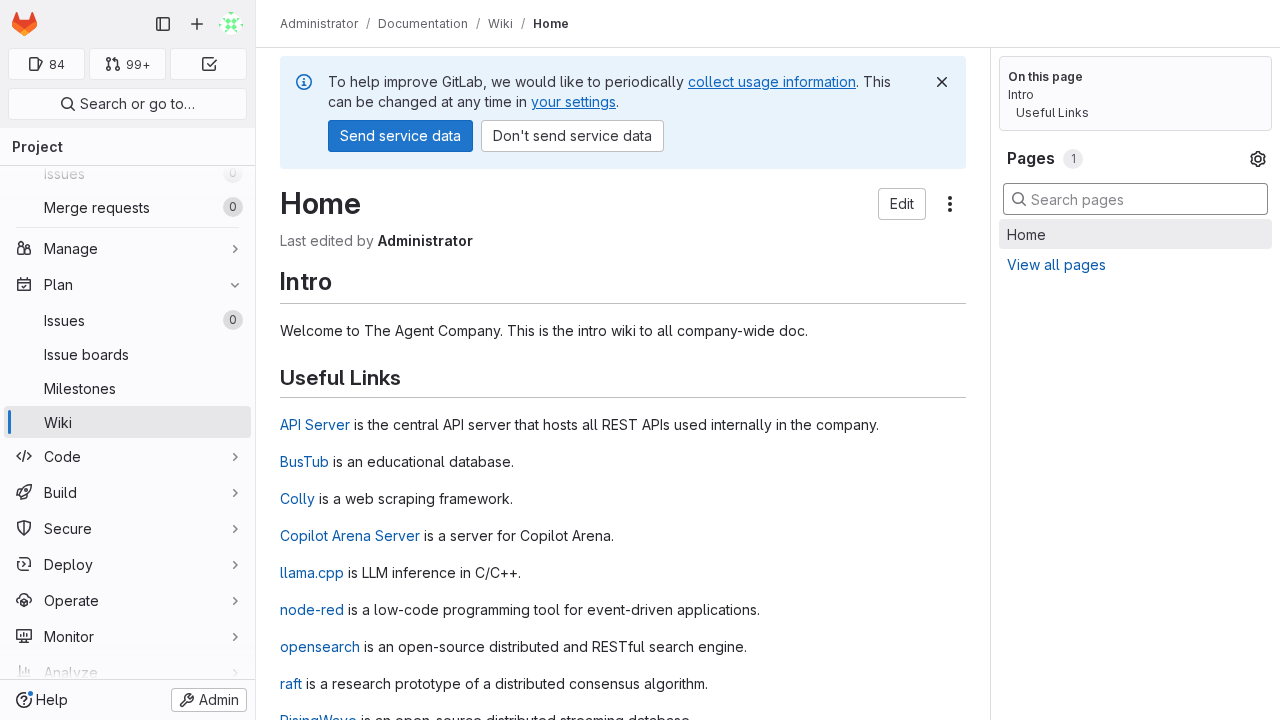 Administrator / Documentation / Wiki / Home
84
99+
Search or go to…
Project
Issues 0
Merge requests 0
Manage
Plan
Issues 0
Issue boards
Milestones
Wiki
Code
Build
Secure
Deploy
Operate
Monitor
Analyze
Help
Admin
To help improve GitLab, we would like to periodically collect usage information. This
can be changed at any time in your settings.
Send service data
Don't send service data
Home
Edit
Last edited by Administrator
Intro
Welcome to The Agent Company. This is the intro wiki to all company-wide doc.
Useful Links
API Server is the central API server that hosts all REST APIs used internally in the company.
BusTub is an educational database.
Colly is a web scraping framework.
Copilot Arena Server is a server for Copilot Arena.
llama.cpp is LLM inference in C/C++.
node-red is a low-code programming tool for event-driven applications.
opensearch is an open-source distributed and RESTful search engine.
raft is a research prototype of a distributed consensus algorithm.
RisingWave is an open-source distributed streaming database.
On this page
Intro
Useful Links
Pages 1
Search pages
Home
View all pages